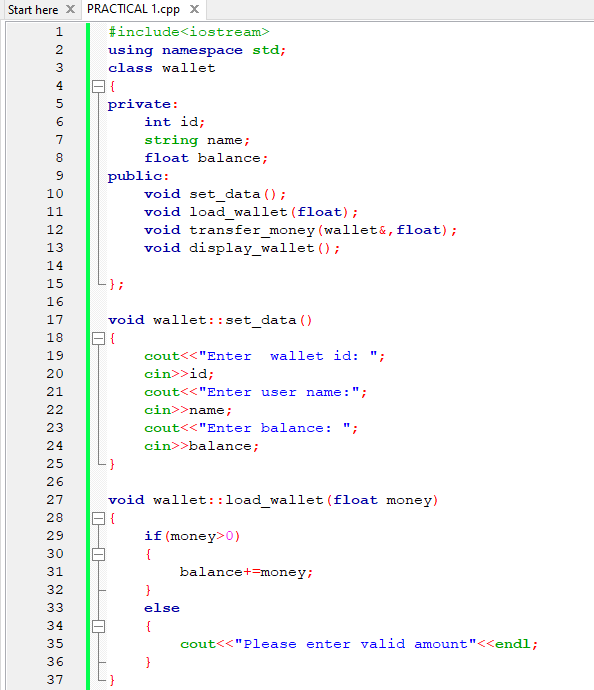 Start here X PRACTICAL 1.cpp X
1 #include<iostream>
2 using namespace std;
3 class wallet
4 {
5 private:
6 int id;
7 string name;
8 float balance;
9 public:
10 void set_data();
11 void load_wallet(float);
12 void transfer_money(wallet&,float);
13 void display_wallet();
14
15 };
16
17 void wallet::set_data()
18 {
19 cout<<"Enter  wallet id: ";
20 cin>>id;
21 cout<<"Enter user name:";
22 cin>>name;
23 cout<<"Enter balance: ";
24 cin>>balance;
25 }
26
27 void wallet::load_wallet(float money)
28 {
29 if(money>0)
30 {
31 balance+=money;
32 }
33 else
34 {
35 cout<<"Please enter valid amount"<<endl;
36 }
37 }